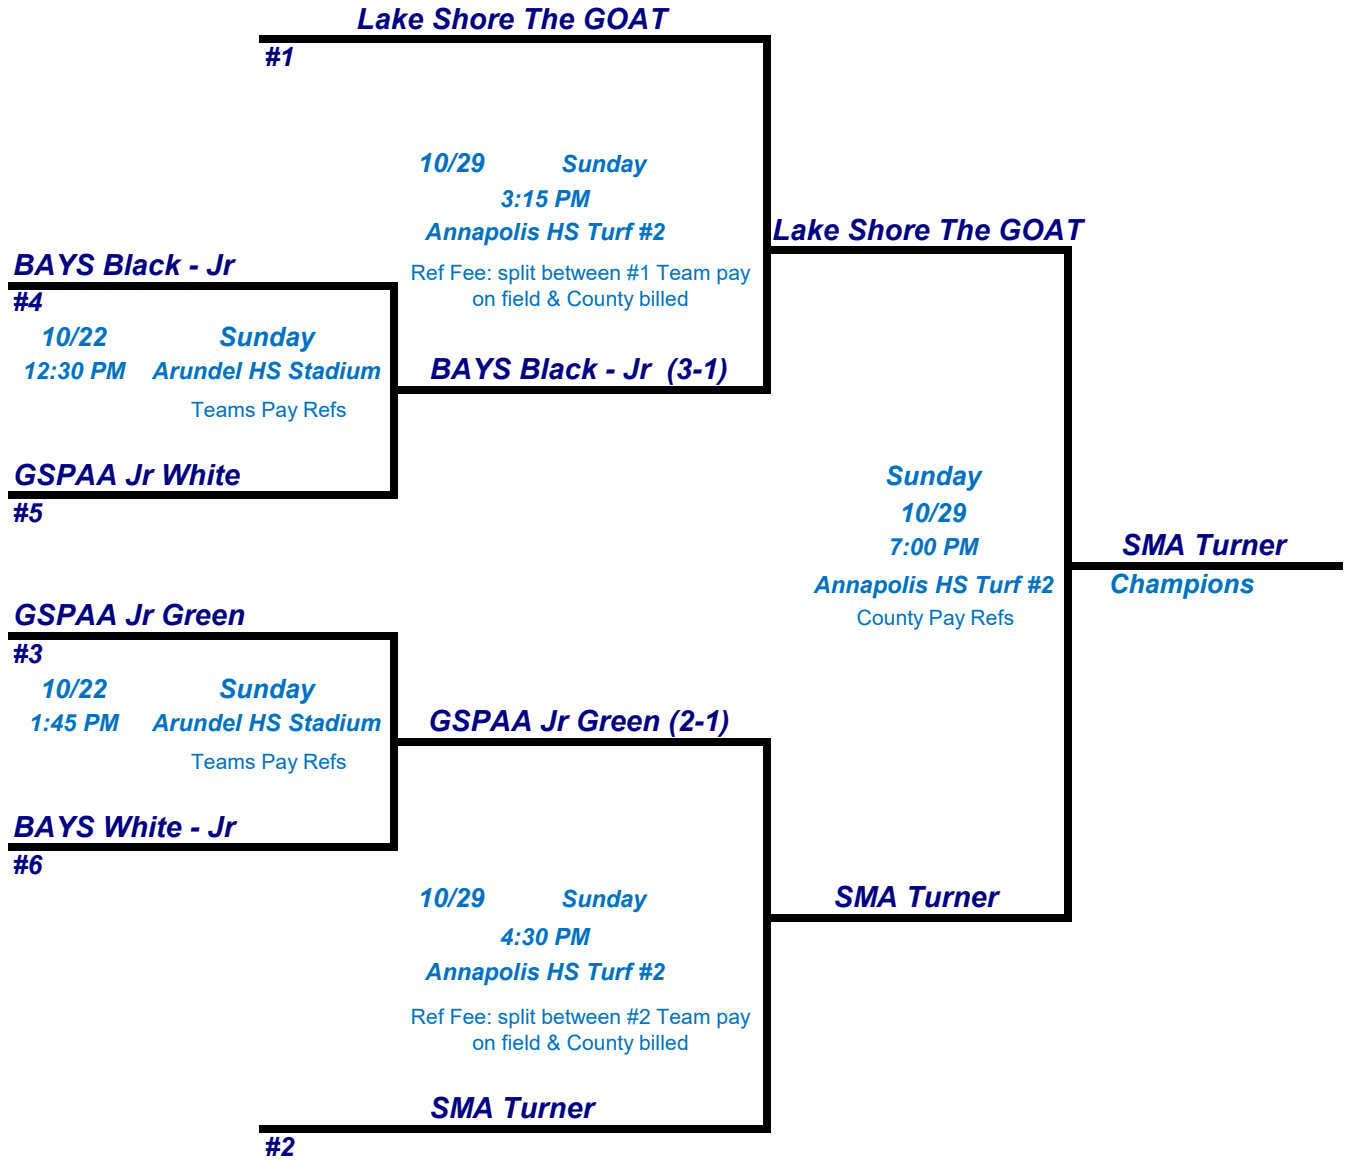 Lake Shore The GOAT
#1
10/29 Sunday
3:15 PM
Annapolis HS Turf #2
Ref Fee: split between #1 Team pay
on field & County billed
Lake Shore The GOAT
BAYS Black - Jr
#4
10/22 Sunday
12:30 PM Arundel HS Stadium
Teams Pay Refs
BAYS Black - Jr (3-1)
GSPAA Jr White
#5
Sunday
10/29
7:00 PM
Annapolis HS Turf #2
County Pay Refs
SMA Turner
Champions
GSPAA Jr Green
#3
10/22 Sunday
1:45 PM Arundel HS Stadium
Teams Pay Refs
GSPAA Jr Green (2-1)
BAYS White - Jr
#6
10/29 Sunday
4:30 PM
Annapolis HS Turf #2
Ref Fee: split between #2 Team pay
on field & County billed
SMA Turner
SMA Turner
#2